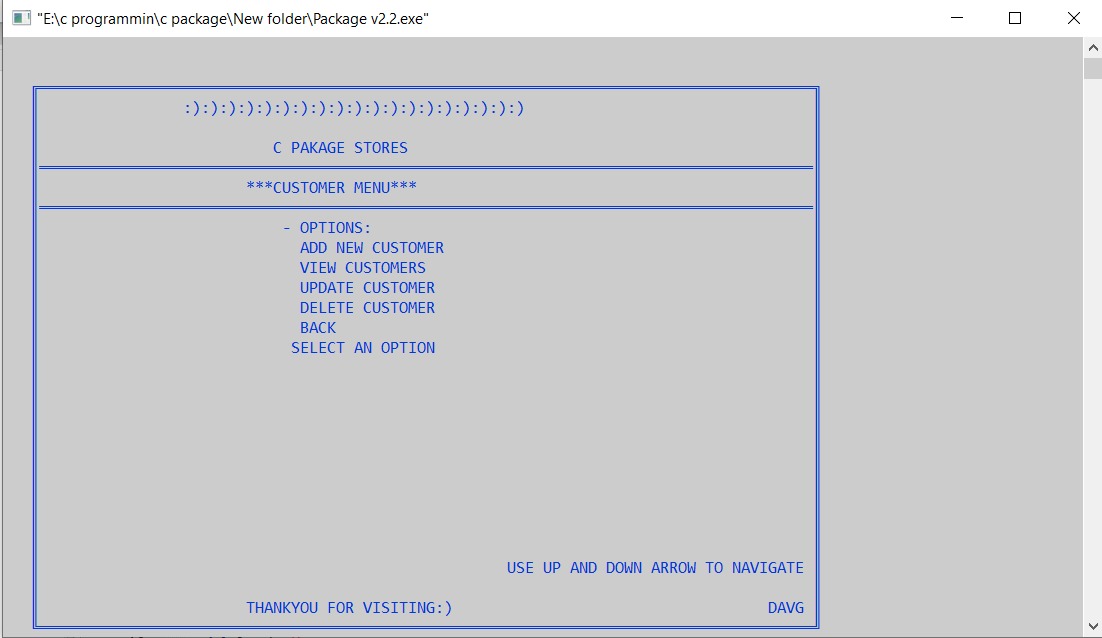 "E:\c programmin\c package\New folder\Package v2.2.exe"
:):):):):):):):):):):):):):):):):):):)
C PAKAGE STORES
***CUSTOMER MENU***
- OPTIONS:
ADD NEW CUSTOMER
VIEW CUSTOMERS
UPDATE CUSTOMER
DELETE CUSTOMER
BACK
SELECT AN OPTION
USE UP AND DOWN ARROW TO NAVIGATE
THANKYOU FOR VISITING:)
DAVG